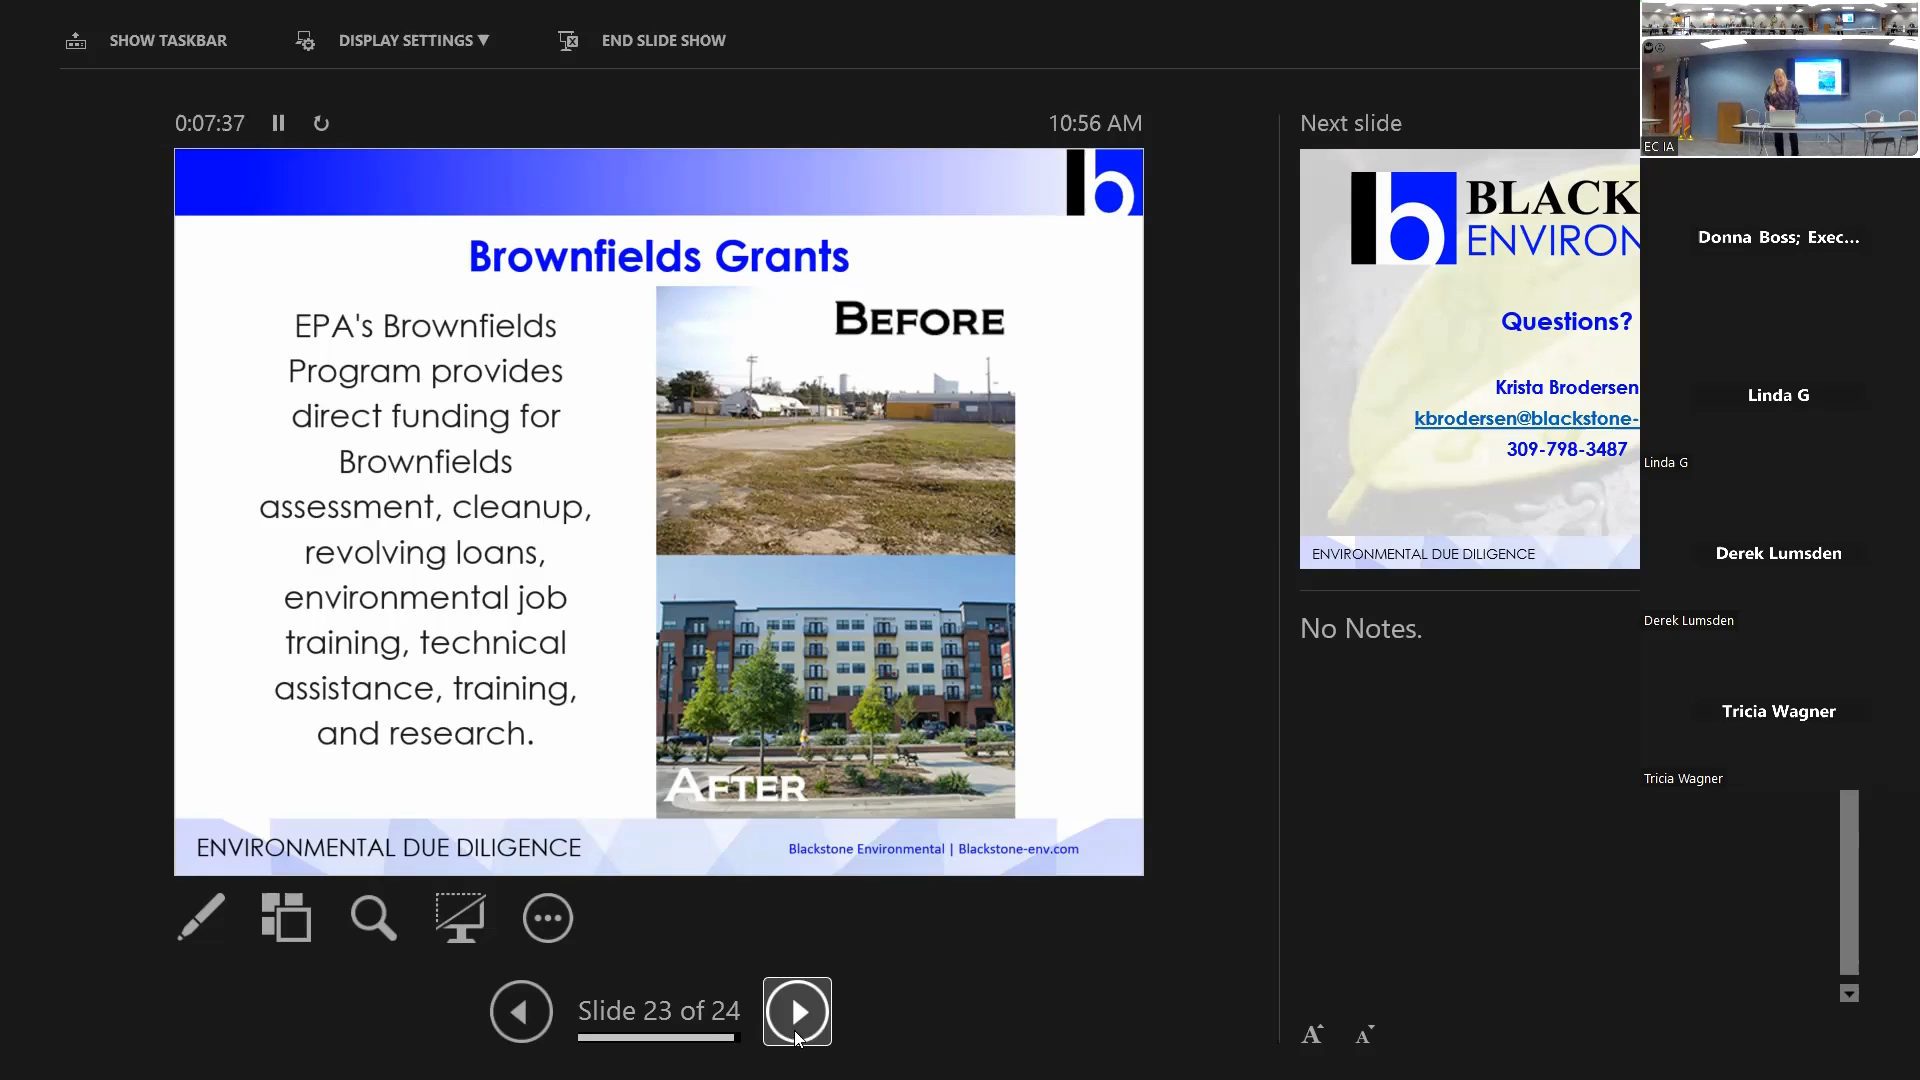 SHOW TASKBAR
DISPLAY SETTINGS ▼
END SLIDE SHOW
0:07:37
10:56 AM
b
Brownfields Grants
EPA's Brownfields
Program provides
direct funding for
Brownfields
assessment, cleanup,
revolving loans,
environmental job
training, technical
assistance, training,
and research.
BEFORE
AFTER
ENVIRONMENTAL DUE DILIGENCE
Blackstone Environmental | Blackstone-env.com
Slide 23 of 24
Next slide
b
BLACK
ENVIRON
Questions?
Krista Brodersen
kbrodersen@blackstone-
309-798-3487
ENVIRONMENTAL DUE DILIGENCE
No Notes.
A
A
ECIA
Donna Boss; Exec...
Linda G
Linda G
Derek Lumsden
Derek Lumsden
Tricia Wagner
Tricia Wagner